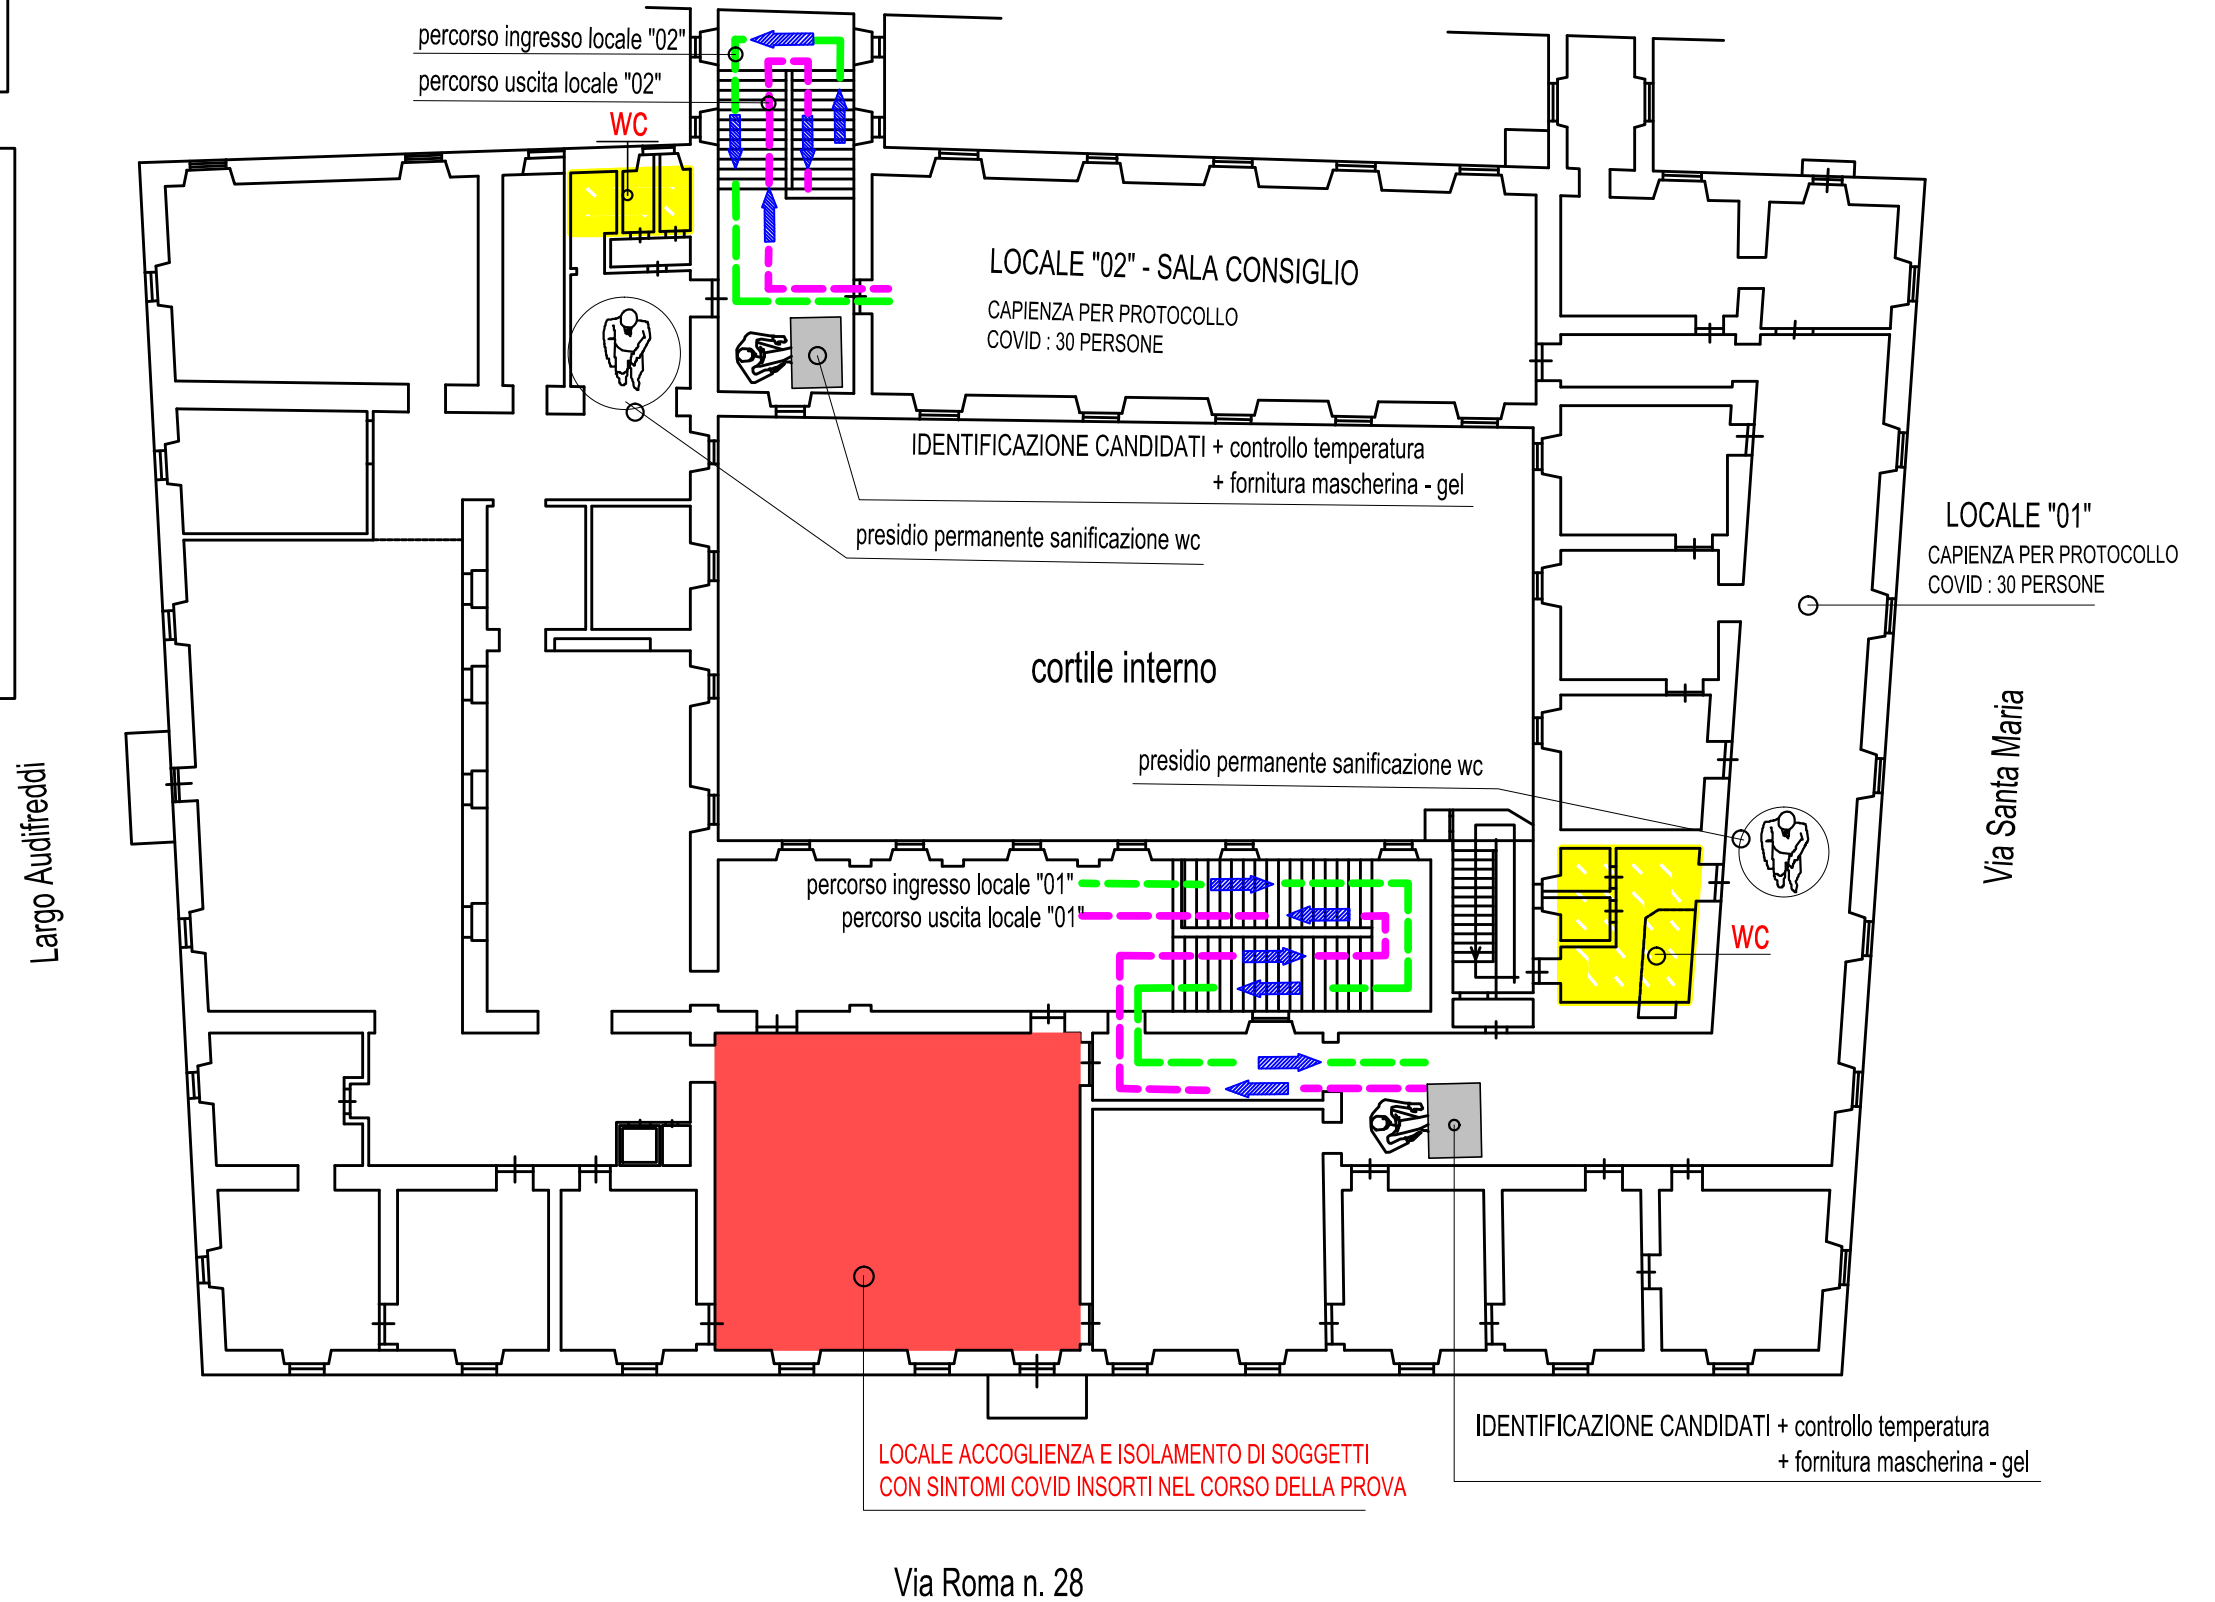 percorso ingresso locale "02"
percorso uscita locale "02"
WC
LOCALE "02" - SALA CONSIGLIO
CAPIENZA PER PROTOCOLLO
COVID : 30 PERSONE
IDENTIFICAZIONE CANDIDATI + controllo temperatura
+ fornitura mascherina - gel
presidio permanente sanificazione wc
LOCALE "01"
CAPIENZA PER PROTOCOLLO
COVID : 30 PERSONE
cortile interno
Largo Audifreddi
Via Santa Maria
presidio permanente sanificazione wc
percorso ingresso locale "01"
percorso uscita locale "01"
WC
IDENTIFICAZIONE CANDIDATI + controllo temperatura
+ fornitura mascherina - gel
LOCALE ACCOGLIENZA E ISOLAMENTO DI SOGGETTI
CON SINTOMI COVID INSORTI NEL CORSO DELLA PROVA
Via Roma n. 28